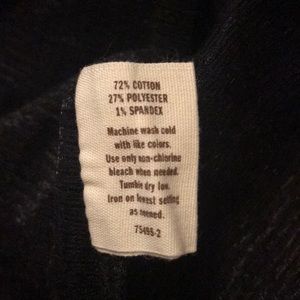 72% COTTON
27% POLYESTER
1% SPANDEX
Machine wash cold
with like colors.
Use only non-chlorine
bleach when needed.
Tumble dry low.
Iron on lowest setting
as needed.
75495-2